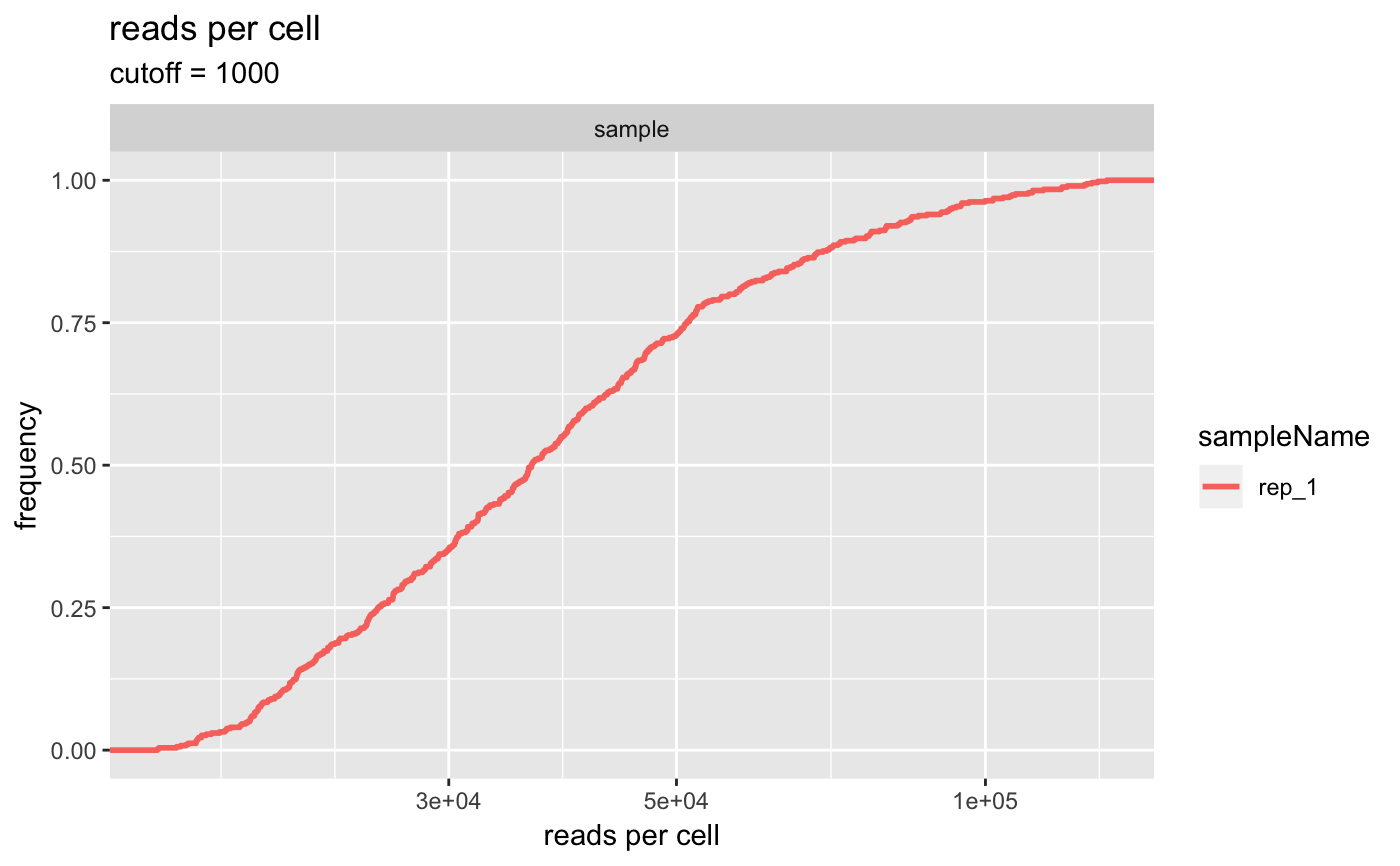 reads per cell
cutoff = 1000
sample
1.00
0.75
0.50
0.25
0.00
frequency
3e+04 5e+04 1e+05
reads per cell
sampleName
rep_1